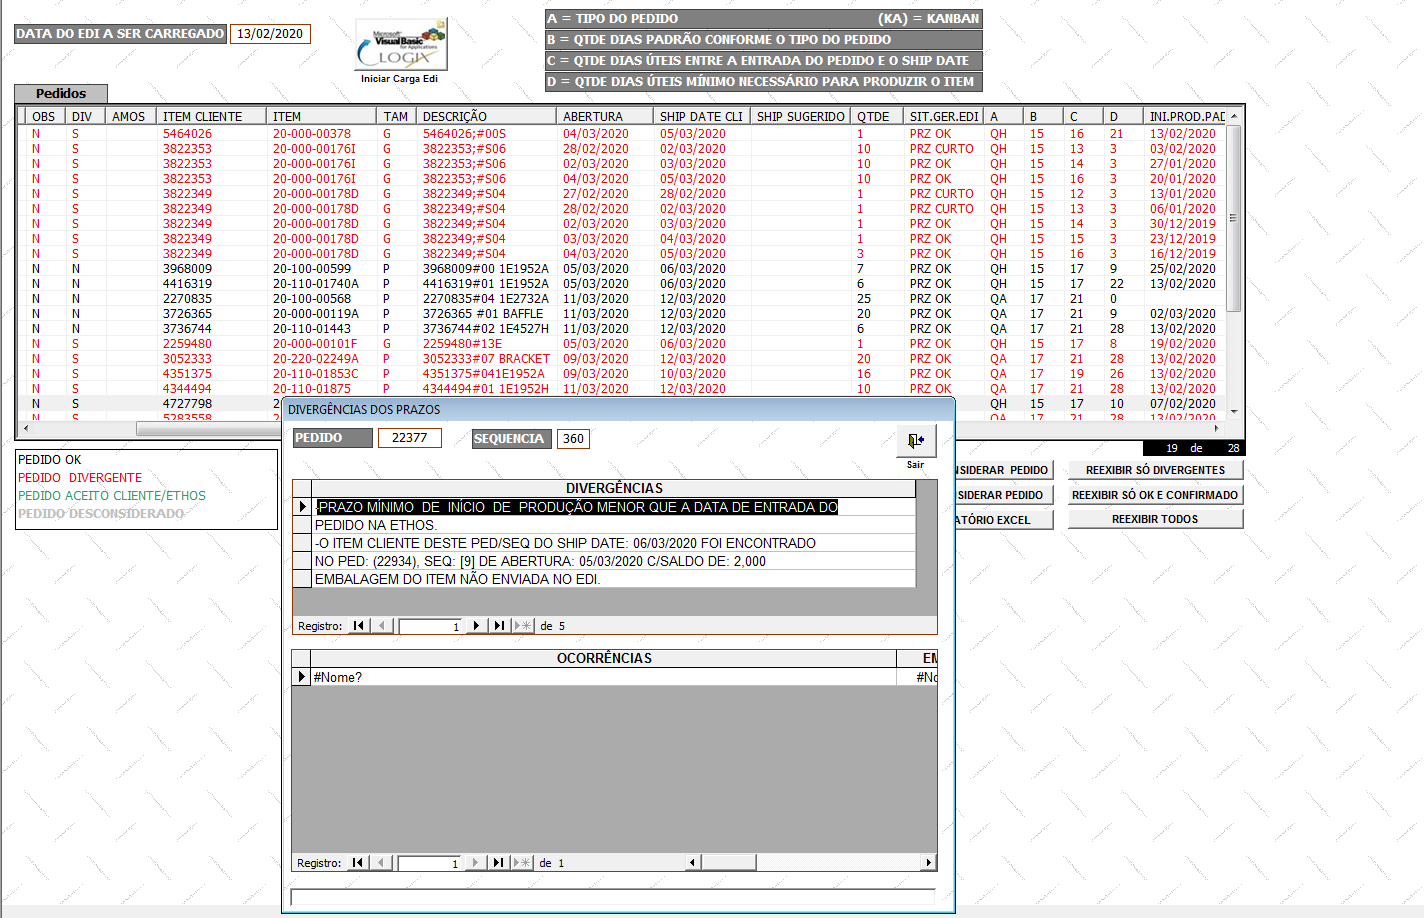 DATA DO EDI A SER CARREGADO 13/02/2020
Microsoft
VisualBasic
for Applications
LOGIX
Iniciar Carga Edi
A = TIPO DO PEDIDO (KA) = KANBAN
B = QTDE DIAS PADRÃO CONFORME O TIPO DO PEDIDO
C = QTDE DIAS ÚTEIS ENTRE A ENTRADA DO PEDIDO E O SHIP DATE
D = QTDE DIAS ÚTEIS MÍNIMO NECESSÁRIO PARA PRODUZIR O ITEM
Pedidos
OBS DIV AMOS ITEM CLIENTE ITEM TAM DESCRIÇÃO ABERTURA SHIP DATE CLI SHIP SUGERIDO QTDE SIT.GER.EDI A B C D INI.PROD.PAD
N S 5464026 20-000-00378 G 5464026;#00S 04/03/2020 05/03/2020 1 PRZ OK QH 15 16 21 13/02/2020
N S 3822353 20-000-00176I G 3822353;#S06 28/02/2020 02/03/2020 10 PRZ CURTO QH 15 13 3 03/02/2020
N S 3822353 20-000-00176I G 3822353;#S06 02/03/2020 03/03/2020 10 PRZ OK QH 15 14 3 27/01/2020
N S 3822353 20-000-00176I G 3822353;#S06 04/03/2020 05/03/2020 10 PRZ OK QH 15 16 3 20/01/2020
N S 3822349 20-000-00178D G 3822349;#S04 27/02/2020 28/02/2020 1 PRZ CURTO QH 15 12 3 13/01/2020
N S 3822349 20-000-00178D G 3822349;#S04 28/02/2020 02/03/2020 1 PRZ CURTO QH 15 13 3 06/01/2020
N S 3822349 20-000-00178D G 3822349;#S04 02/03/2020 03/03/2020 1 PRZ OK QH 15 14 3 30/12/2019
N S 3822349 20-000-00178D G 3822349;#S04 03/03/2020 04/03/2020 1 PRZ OK QH 15 15 3 23/12/2019
N S 3822349 20-000-00178D G 3822349;#S04 04/03/2020 05/03/2020 3 PRZ OK QH 15 16 3 16/12/2019
N N 3968009 20-100-00599 P 3968009#00 1E1952A 05/03/2020 06/03/2020 7 PRZ OK QH 15 17 9 25/02/2020
N N 4416319 20-110-01740A P 4416319#01 1E1952A 05/03/2020 06/03/2020 6 PRZ OK QH 15 17 22 13/02/2020
N N 2270835 20-100-00568 P 2270835#04 1E2732A 11/03/2020 12/03/2020 25 PRZ OK QA 17 21 0
N N 3726365 20-000-00119A P 3726365 #01 BAFFLE 11/03/2020 12/03/2020 20 PRZ OK QA 17 21 9 02/03/2020
N N 3736744 20-110-01443 P 3736744#02 1E4527H 11/03/2020 12/03/2020 6 PRZ OK QA 17 21 28 13/02/2020
N S 2259480 20-000-00101F G 2259480#13E 05/03/2020 06/03/2020 1 PRZ OK QH 15 17 8 19/02/2020
N S 3052333 20-220-02249A P 3052333#07 BRACKET 09/03/2020 12/03/2020 20 PRZ OK QA 17 21 28 13/02/2020
N S 4351375 20-110-01853C P 4351375#041E1952A 09/03/2020 10/03/2020 16 PRZ OK QA 17 19 26 13/02/2020
N S 4344494 20-110-01875 P 4344494#01 1E1952H 11/03/2020 12/03/2020 10 PRZ OK QA 17 21 28 13/02/2020
N S 4727798 2 QH 15 17 10 07/02/2020
N S 5283558 QA 17 21 28 13/02/2020
19 de 28
PEDIDO OK
PEDIDO DIVERGENTE
PEDIDO ACEITO CLIENTE/ETHOS
PEDIDO DESCONSIDERADO
NSIDERAR PEDIDO REEXIBIR SÓ DIVERGENTES
SIDERAR PEDIDO REEXIBIR SÓ OK E CONFIRMADO
ATÓRIO EXCEL REEXIBIR TODOS
DIVERGÊNCIAS DOS PRAZOS
PEDIDO 22377 SEQUENCIA 360
Sair
DIVERGÊNCIAS
-PRAZO MÍNIMO DE INÍCIO DE PRODUÇÃO MENOR QUE A DATA DE ENTRADA DO
PEDIDO NA ETHOS.
-O ITEM CLIENTE DESTE PED/SEQ DO SHIP DATE: 06/03/2020 FOI ENCONTRADO
NO PED: (22934), SEQ: [9] DE ABERTURA: 05/03/2020 C/SALDO DE: 2,000
EMBALAGEM DO ITEM NÃO ENVIADA NO EDI.
Registro: 1 de 5
OCORRÊNCIAS EM
#Nome? #No
Registro: 1 de 1